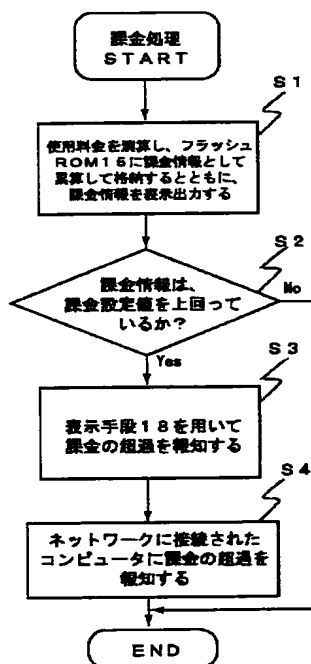 課金処理
START
S1
使用料金を演算し、フラッシュ
ROM15に課金情報として
累算して格納するとともに、
課金情報を表示出力する
S2
課金情報は、
課金設定値を上回って
いるか?
No
Yes
S3
表示手段18を用いて
課金の超過を報知する
S4
ネットワークに接続された
コンピュータに課金の超過を
報知する
END